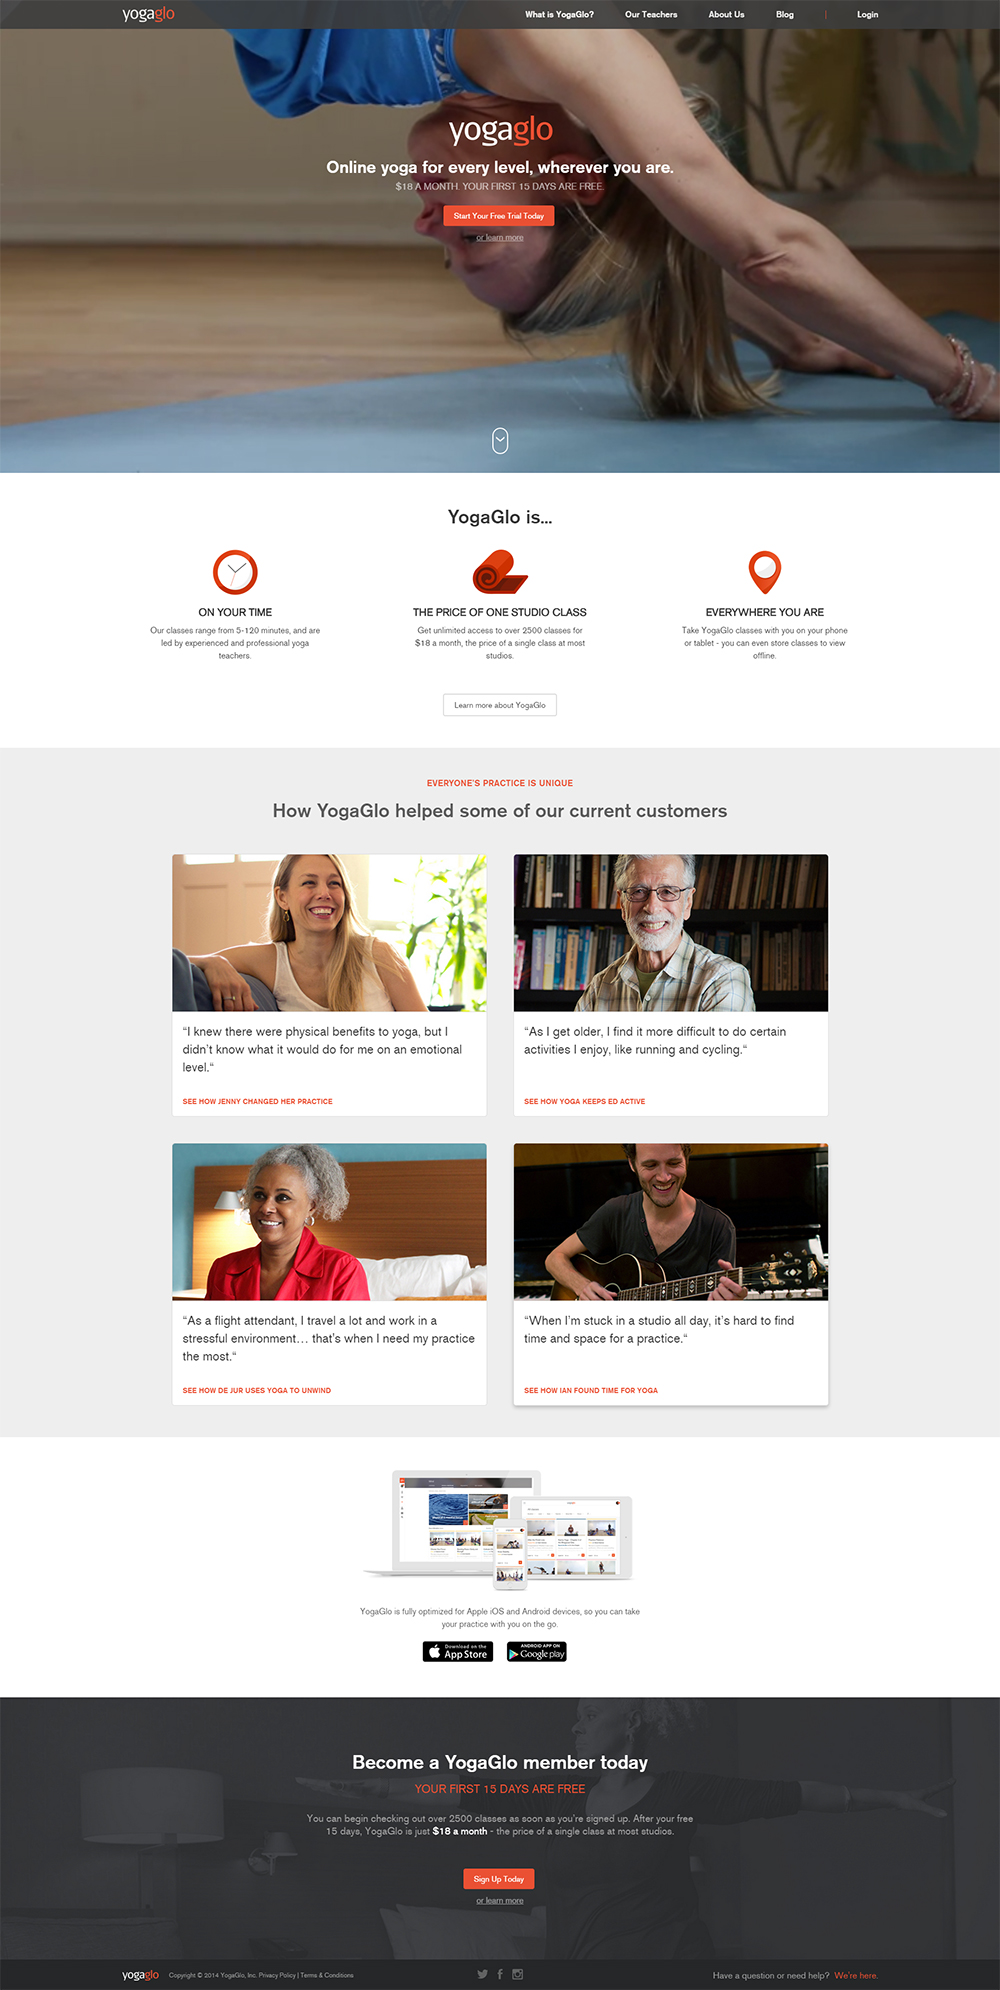 yogaglo
What is YogaGlo? Our Teachers About Us Blog | Login
yogaglo
Online yoga for every level, wherever you are.
$18 A MONTH. YOUR FIRST 15 DAYS ARE FREE.
Start Your Free Trial Today
or learn more
YogaGlo is...
ON YOUR TIME
Our classes range from 5-120 minutes, and are
led by experienced and professional yoga
teachers.
THE PRICE OF ONE STUDIO CLASS
Get unlimited access to over 2500 classes for
$18 a month, the price of a single class at most
studios.
EVERYWHERE YOU ARE
Take YogaGlo classes with you on your phone
or tablet - you can even store classes to view
offline.
Learn more about YogaGlo
EVERYONE'S PRACTICE IS UNIQUE
How YogaGlo helped some of our current customers
“I knew there were physical benefits to yoga, but I
didn’t know what it would do for me on an emotional
level.“
SEE HOW JENNY CHANGED HER PRACTICE
“As I get older, I find it more difficult to do certain
activities I enjoy, like running and cycling.“
SEE HOW YOGA KEEPS ED ACTIVE
“As a flight attendant, I travel a lot and work in a
stressful environment… that’s when I need my practice
the most.“
SEE HOW DE JUR USES YOGA TO UNWIND
“When I’m stuck in a studio all day, it’s hard to find
time and space for a practice.“
SEE HOW IAN FOUND TIME FOR YOGA
YogaGlo is fully optimized for Apple iOS and Android devices, so you can take
your practice with you on the go.
Download on the
App Store
ANDROID APP ON
Google play
Become a YogaGlo member today
YOUR FIRST 15 DAYS ARE FREE
You can begin checking out over 2500 classes as soon as you're signed up. After your free
15 days, YogaGlo is just $18 a month - the price of a single class at most studios.
Sign Up Today
or learn more
yogaglo Copyright © 2014 YogaGlo, Inc. Privacy Policy | Terms & Conditions
Have a question or need help? We're here.